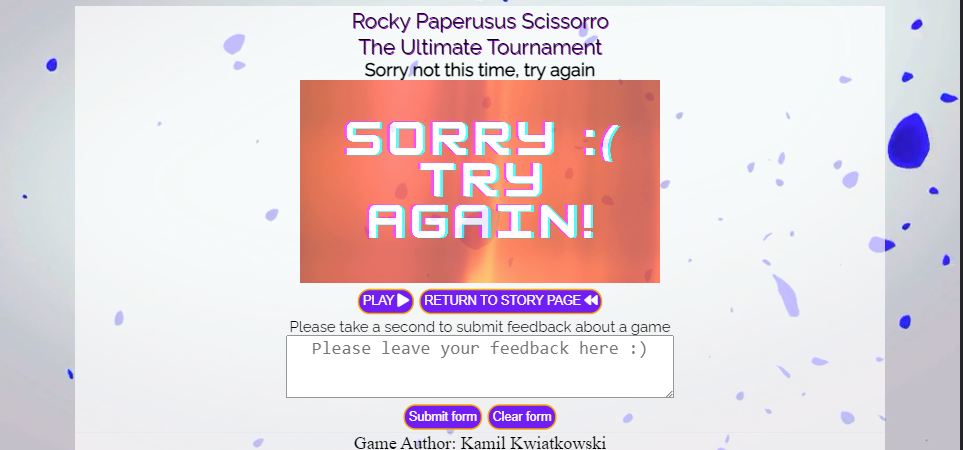 Rocky Paperusus Scissorro
The Ultimate Tournament
Sorry not this time, try again
SORRY :(
TRY
AGAIN!
PLAY RETURN TO STORY PAGE
Please take a second to submit feedback about a game
Please leave your feedback here :)
Submit form Clear form
Game Author: Kamil Kwiatkowski